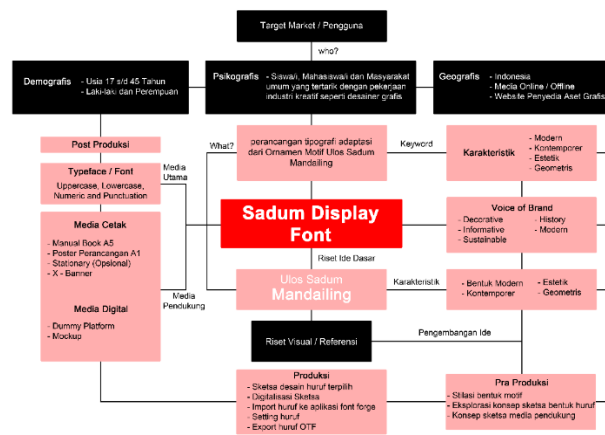 Target Market / Pengguna
who?
Demografis
- Usia 17 s/d 45 Tahun
- Laki-laki dan Perempuan
Psikografis
- Siswa/i, Mahasiswa/i dan Masyarakat
umum yang tertarik dengan pekerjaan
industri kreatif seperti desainer grafis
Geografis
- Indonesia
- Media Online / Offline
- Website Penyedia Aset Grafis
Post Produksi
What?
perancangan tipografi adaptasi
dari Ornamen Motif Ulos Sadum
Mandailing
Keyword
Karakteristik
- Modern
- Kontemporer
- Estetik
- Geometris
Typeface / Font
Uppercase, Lowercase,
Numeric and Punctuation
Media
Utama
Sadum Display
Font
Voice of Brand
- Decorative
- Informative
- Sustainable
- History
- Modern
Media Cetak
- Manual Book A5
- Poster Perancangan A1
- Stationary (Opsional)
- X - Banner
Media Digital
- Dummy Platform
- Mockup
Media
Pendukung
Riset Ide Dasar
Ulos Sadum
Mandailing
Karakteristik
- Bentuk Modern
- Kontemporer
- Estetik
- Geometris
Riset Visual / Referensi
Pengembangan Ide
Produksi
- Sketsa desain huruf terpilih
- Digitalisasi Sketsa
- Import huruf ke aplikasi font forge
- Setting huruf
- Export huruf OTF
Pra Produksi
- Stilasi bentuk motif
- Eksplorasi konsep sketsa bentuk huruf
- Konsep sketsa media pendukung